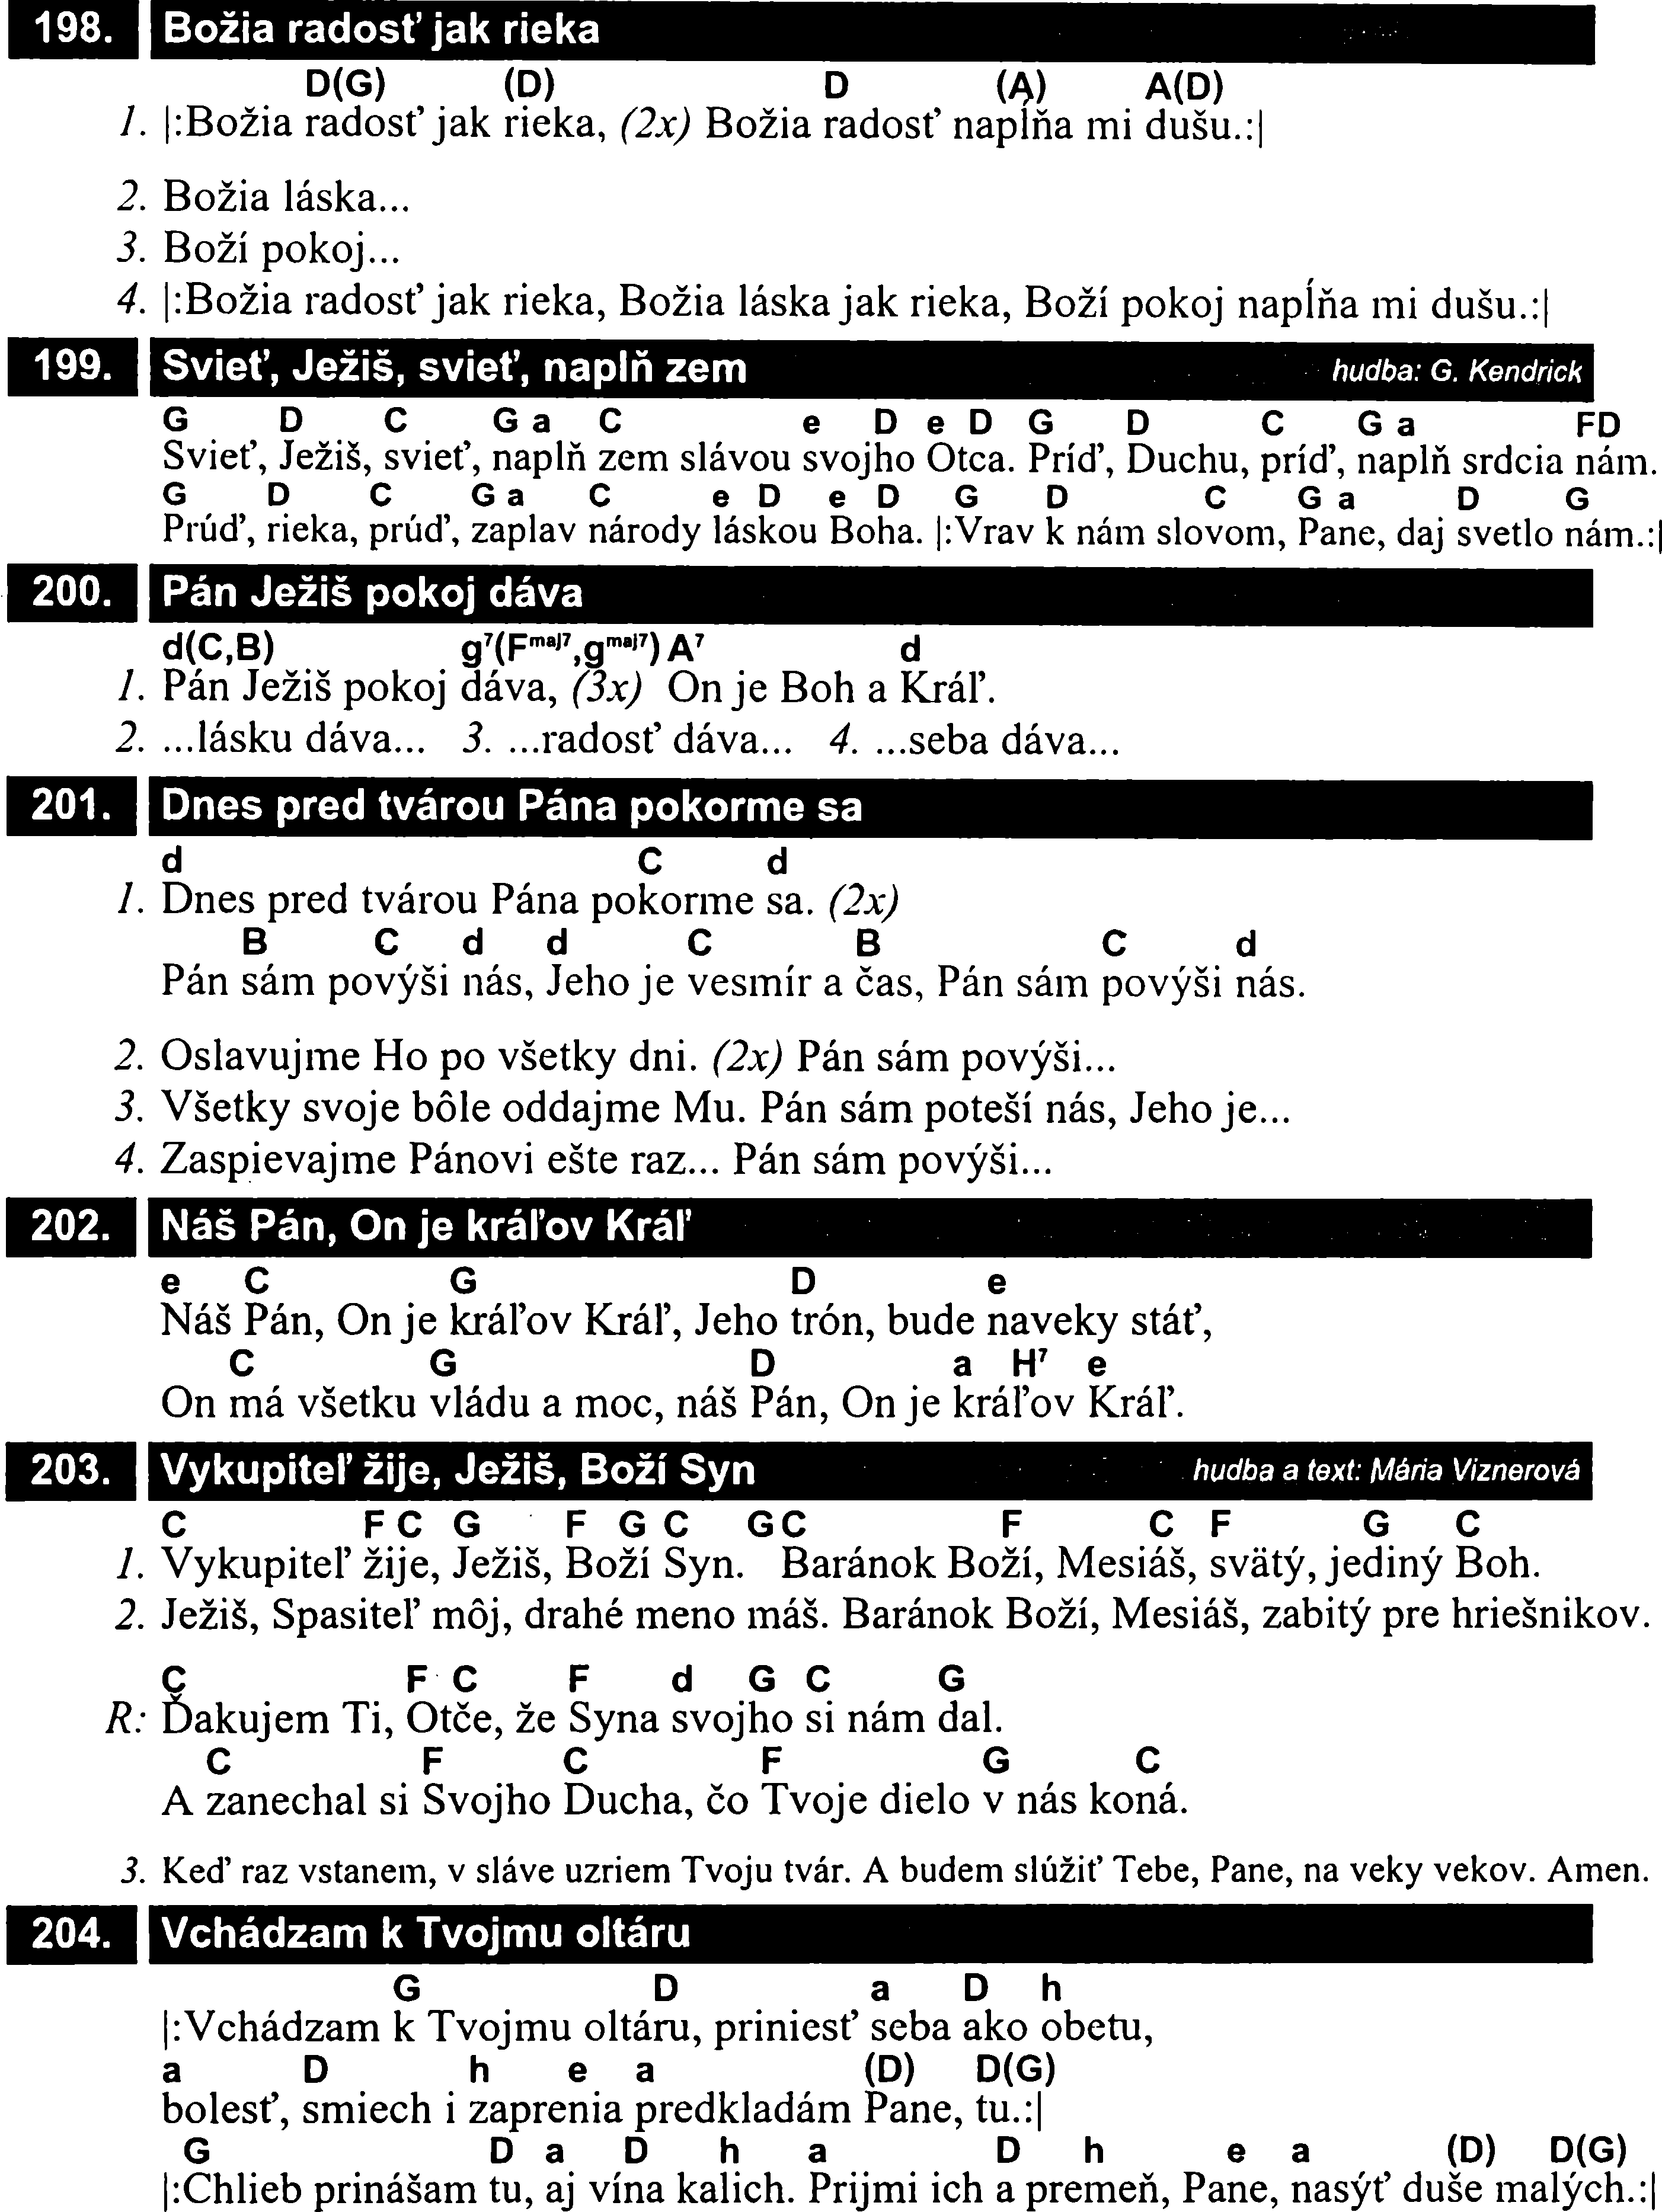 198. Božia radosť jak rieka
D(G) (D) D (A) A(D)
1. |:Božia radosť jak rieka, (2x) Božia radosť napĺňa mi dušu.:|
2. Božia láska...
3. Boží pokoj...
4. |:Božia radosť jak rieka, Božia láska jak rieka, Boží pokoj napĺňa mi dušu.:|
199. Svieť, Ježiš, svieť, naplň zem hudba: G. Kendrick
G D C G a C e D e D G D C G a FD
Svieť, Ježiš, svieť, naplň zem slávou svojho Otca. Príď, Duchu, príď, naplň srdcia nám.
G D C G a C e D e D G D C G a D G
Prúď, rieka, prúď, zaplav národy láskou Boha. |:Vrav k nám slovom, Pane, daj svetlo nám.:|
200. Pán Ježiš pokoj dáva
d(C,B) g⁷(Fᵐᵃʲ⁷,gᵐᵃʲ⁷) A⁷ d
1. Pán Ježiš pokoj dáva, (3x) On je Boh a Kráľ.
2. ...lásku dáva... 3. ...radosť dáva... 4. ...seba dáva...
201. Dnes pred tvárou Pána pokorme sa
d C d
1. Dnes pred tvárou Pána pokorme sa. (2x)
B C d d C B C d
Pán sám povýši nás, Jeho je vesmír a čas, Pán sám povýši nás.
2. Oslavujme Ho po všetky dni. (2x) Pán sám povýši...
3. Všetky svoje bôle oddajme Mu. Pán sám poteší nás, Jeho je...
4. Zaspievajme Pánovi ešte raz... Pán sám povýši...
202. Náš Pán, On je kráľov Kráľ
e C G D e
Náš Pán, On je kráľov Kráľ, Jeho trón, bude naveky stáť,
C G D a H⁷ e
On má všetku vládu a moc, náš Pán, On je kráľov Kráľ.
203. Vykupiteľ žije, Ježiš, Boží Syn hudba a text: Mária Viznerová
C F C G F G C G C F C F G C
1. Vykupiteľ žije, Ježiš, Boží Syn. Baránok Boží, Mesiáš, svätý, jediný Boh.
2. Ježiš, Spasiteľ môj, drahé meno máš. Baránok Boží, Mesiáš, zabitý pre hriešnikov.
C F C F d G C G
R: Ďakujem Ti, Otče, že Syna svojho si nám dal.
C F C F G C
A zanechal si Svojho Ducha, čo Tvoje dielo v nás koná.
3. Keď raz vstanem, v sláve uzriem Tvoju tvár. A budem slúžiť Tebe, Pane, na veky vekov. Amen.
204. Vchádzam k Tvojmu oltáru
G D a D h
|:Vchádzam k Tvojmu oltáru, priniesť seba ako obetu,
a D h e a (D) D(G)
bolesť, smiech i zaprenia predkladám Pane, tu.:|
G D a D h a D h e a (D) D(G)
|:Chlieb prinášam tu, aj vína kalich. Prijmi ich a premeň, Pane, nasýť duše malých.:|